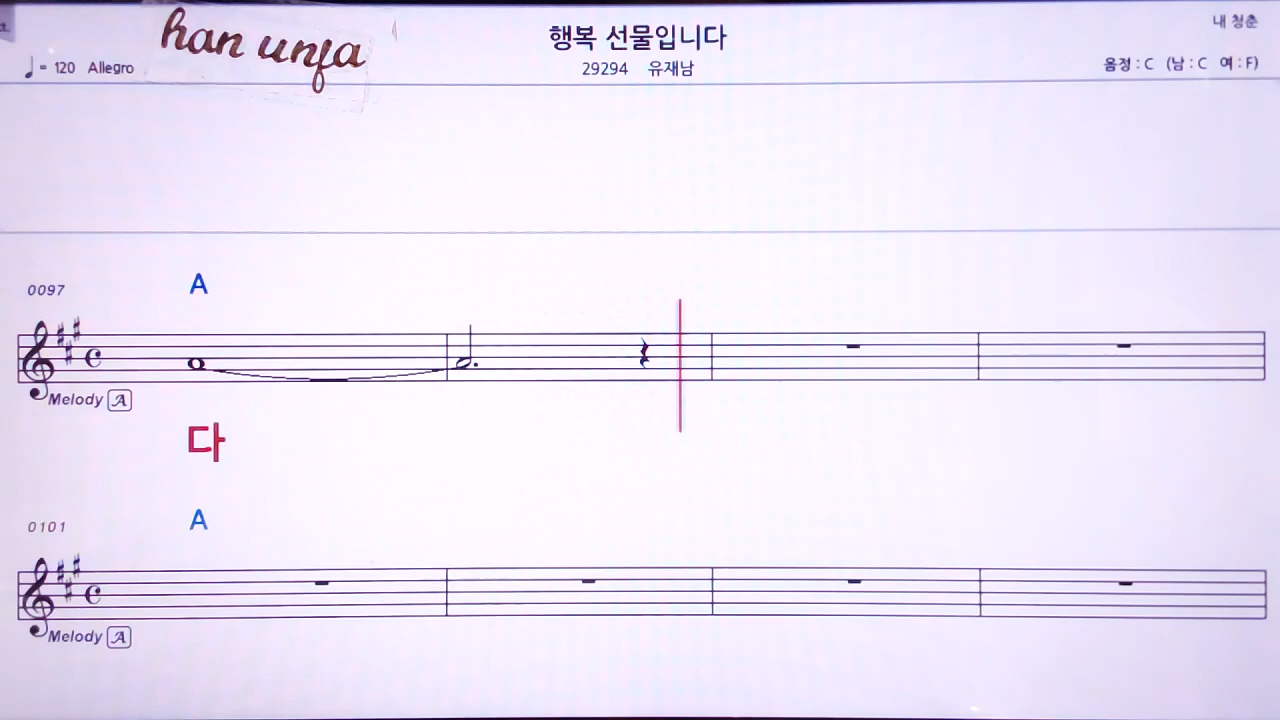 han unfa
행복 선물입니다
내 청춘
♩= 120 Allegro
29294 유재남
음정 : C (남 : C 여 : F)
0097
A
Melody A
다
0101
A
Melody A